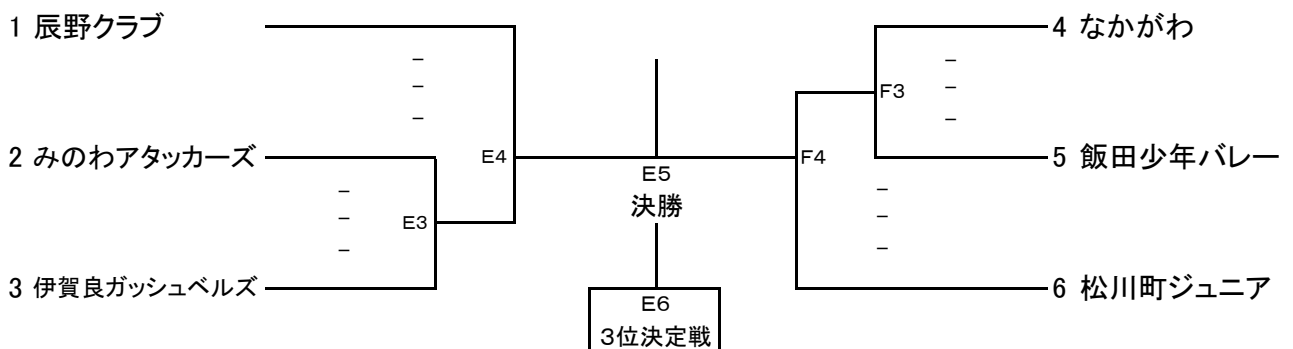 1 辰野クラブ
4 なかがわ
－
－
－
－
－
－
F3
2 みのわアタッカーズ
E4
F4
5 飯田少年バレー
E5
決勝
－
－
－
－
－
－
E3
3 伊賀良ガッシュベルズ
6 松川町ジュニア
E6
3位決定戦